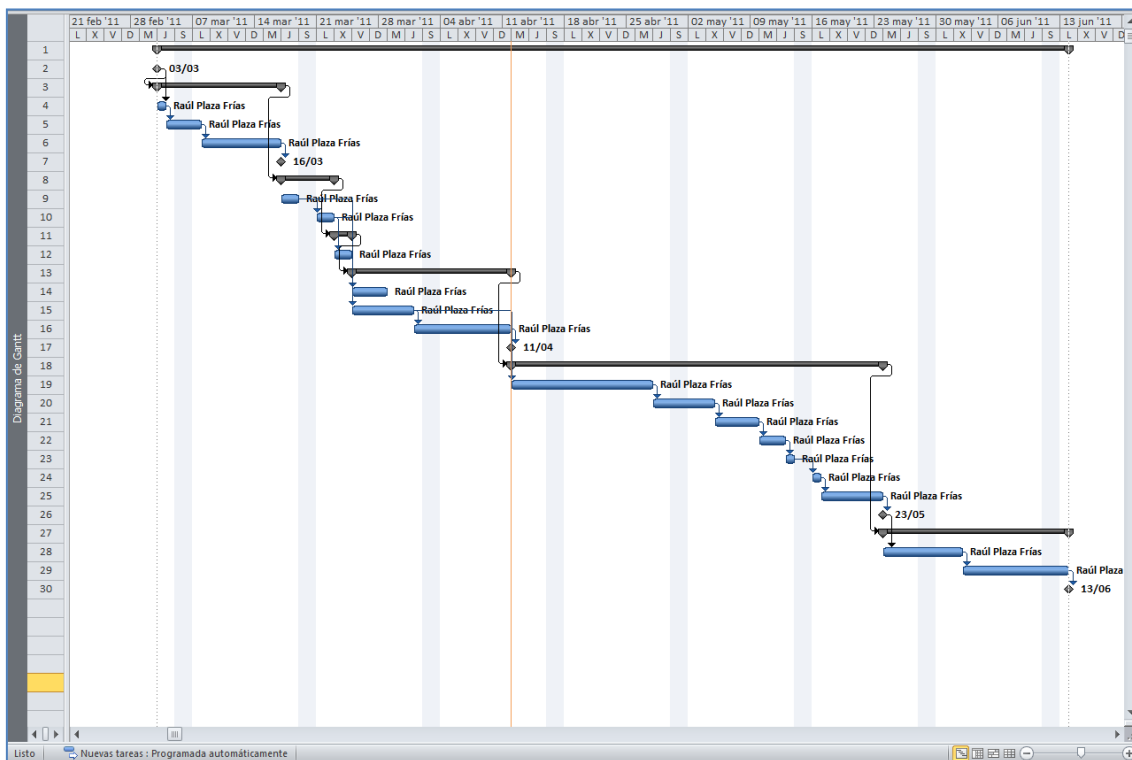 21 feb '11 28 feb '11 07 mar '11 14 mar '11 21 mar '11 28 mar '11 04 abr '11 11 abr '11 18 abr '11 25 abr '11 02 may '11 09 may '11 16 may '11 23 may '11 30 may '11 06 jun '11 13 jun '11
L X V D M J S L X V D M J S L X V D M J S L X V D M J S L X V D M J S L X V D M J S L X V D M J S L X V D M J S L X V D
1
2 03/03
3
4 Raúl Plaza Frías
5 Raúl Plaza Frías
6 Raúl Plaza Frías
7 16/03
8
9 Raúl Plaza Frías
10 Raúl Plaza Frías
11
12 Raúl Plaza Frías
13
14 Raúl Plaza Frías
15 Raúl Plaza Frías
16 Raúl Plaza Frías
17 11/04
18
19 Raúl Plaza Frías
20 Raúl Plaza Frías
21 Raúl Plaza Frías
22 Raúl Plaza Frías
23 Raúl Plaza Frías
24 Raúl Plaza Frías
25 Raúl Plaza Frías
26 23/05
27
28 Raúl Plaza Frías
29 Raúl Plaza
30 13/06
Diagrama de Gantt
Listo Nuevas tareas : Programada automáticamente